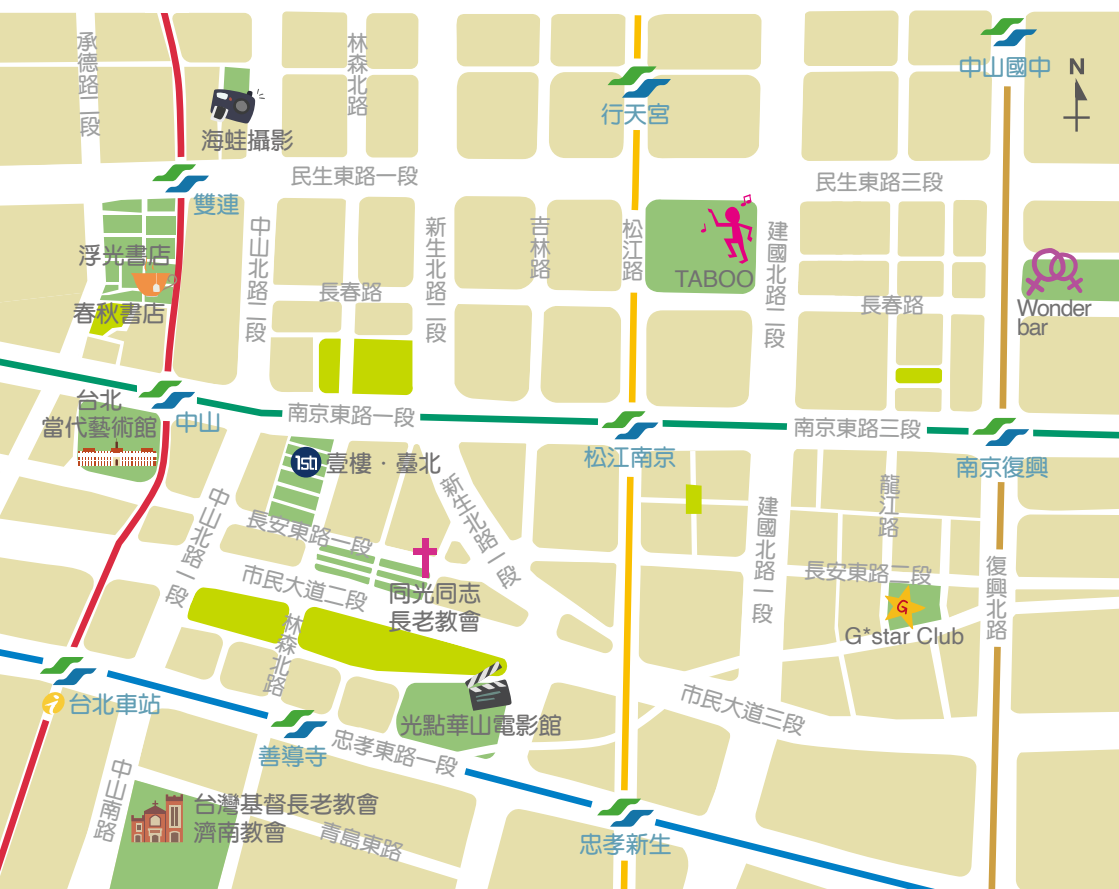 承德路二段
林森北路
中山國中
N
行天宮
海蛙攝影
民生東路一段
民生東路三段
雙連
中山北路二段
新生北路二段
吉林路
松江路
建國北路二段
浮光書店
TABOO
長春路
長春路
春秋書店
Wonder
bar
台北
當代藝術館
中山
南京東路一段
南京東路三段
松江南京
南京復興
1st
壹樓．臺北
新生北路一段
龍江路
中山北路一段
長安東路一段
建國北路一段
復興北路
市民大道二段
長安東路二段
同光同志
長老教會
G
G*star Club
林森北路
i
台北車站
市民大道三段
光點華山電影館
善導寺
忠孝東路一段
中山南路
台灣基督長老教會
濟南教會
青島東路
忠孝新生